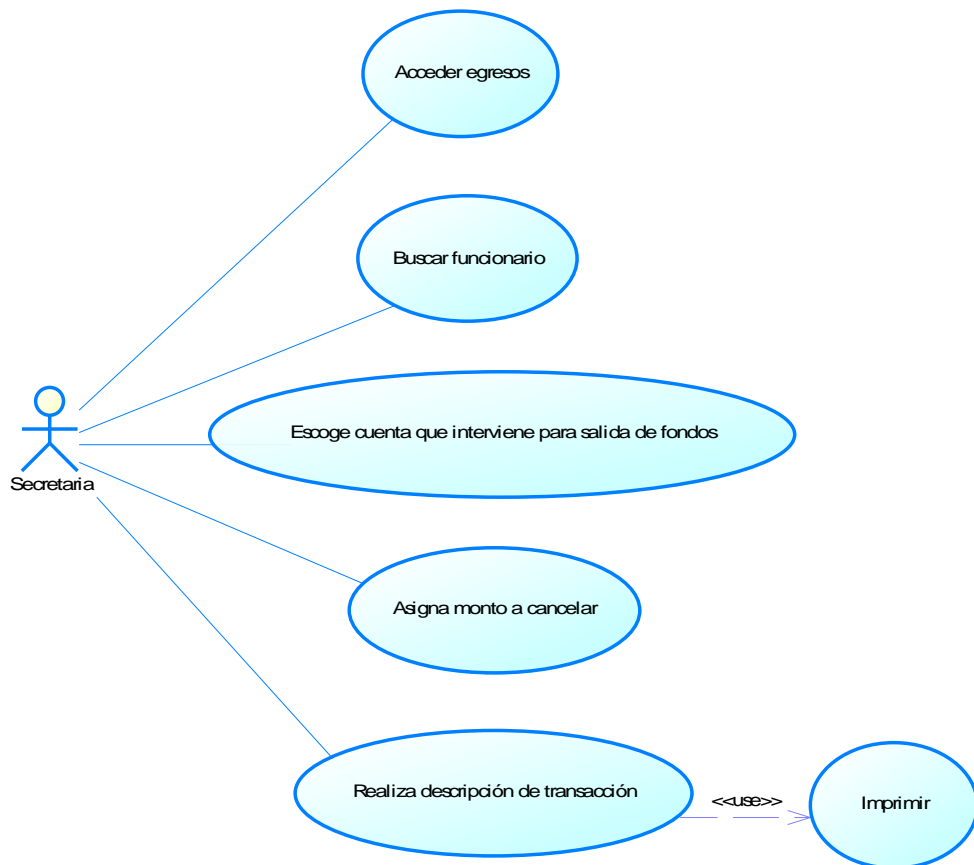 Acceder egresos
Buscar funcionario
Escoge cuenta que interviene para salida de fondos
Secretaria
Asigna monto a cancelar
Realiza descripción de transacción
<<use>>
Imprimir